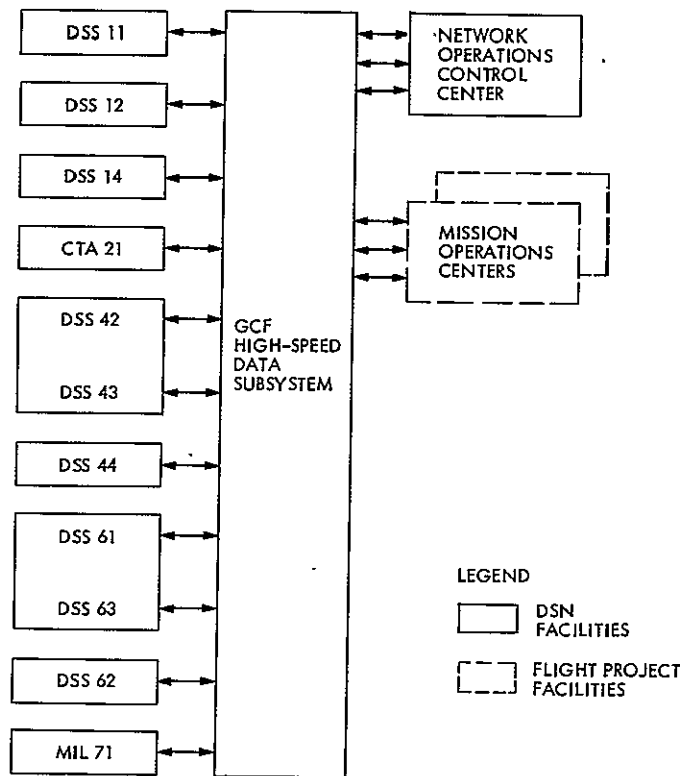 DSS 11
DSS 12
DSS 14
CTA 21
DSS 42
DSS 43
DSS 44
DSS 61
DSS 63
DSS 62
MIL 71
GCF
HIGH-SPEED
DATA
SUBSYSTEM
NETWORK
OPERATIONS
CONTROL
CENTER
MISSION
OPERATIONS
CENTERS
LEGEND
DSN
FACILITIES
FLIGHT PROJECT
FACILITIES